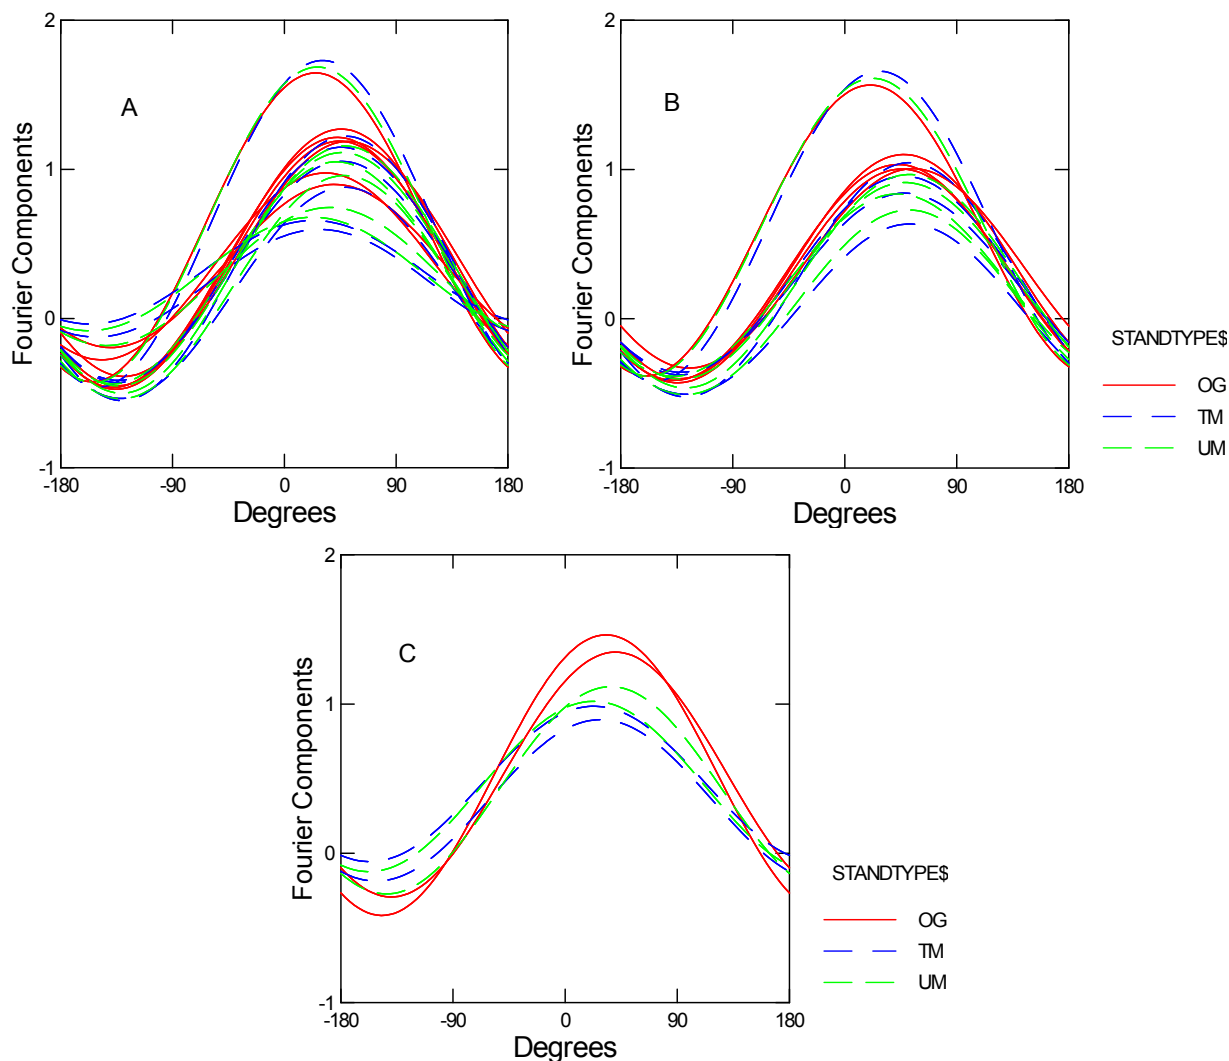 2
2
A
B
Fourier Components
Fourier Components
1
1
0
0
-1
-1
-180
-90
0
90
180
-180
-90
0
90
180
Degrees
Degrees
STANDTYPE$
OG
TM
UM
2
C
Fourier Components
1
0
-1
-180
-90
0
90
180
Degrees
STANDTYPE$
OG
TM
UM